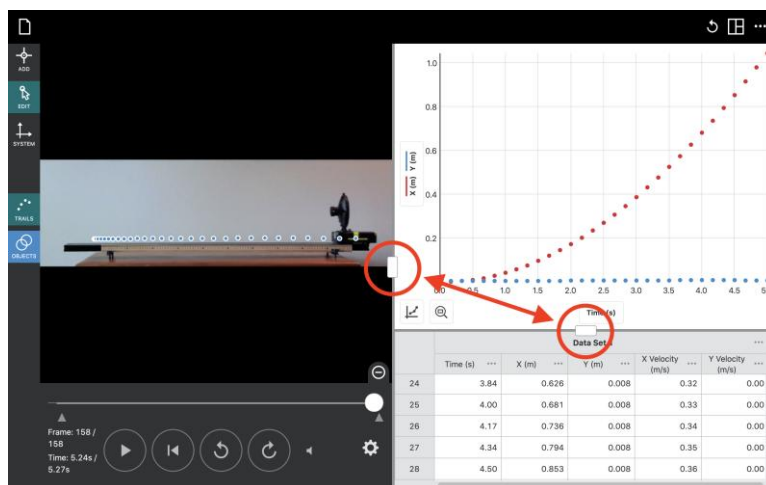 ADD
EDIT
SYSTEM
TRAILS
OBJECTS
Frame: 158 /
158
Time: 5.24s /
5.27s
X (m) Y (m)
1.0
0.8
0.6
0.4
0.2
0.0 0.5 1.0 1.5 2.0 2.5 3.0 3.5 4.0 4.5
Time (s)
Data Set
Time (s) X (m) Y (m) X Velocity (m/s) Y Velocity (m/s)
24 3.84 0.626 0.008 0.32 0.00
25 4.00 0.681 0.008 0.33 0.00
26 4.17 0.736 0.008 0.34 0.00
27 4.34 0.794 0.008 0.35 0.00
28 4.50 0.853 0.008 0.36 0.00